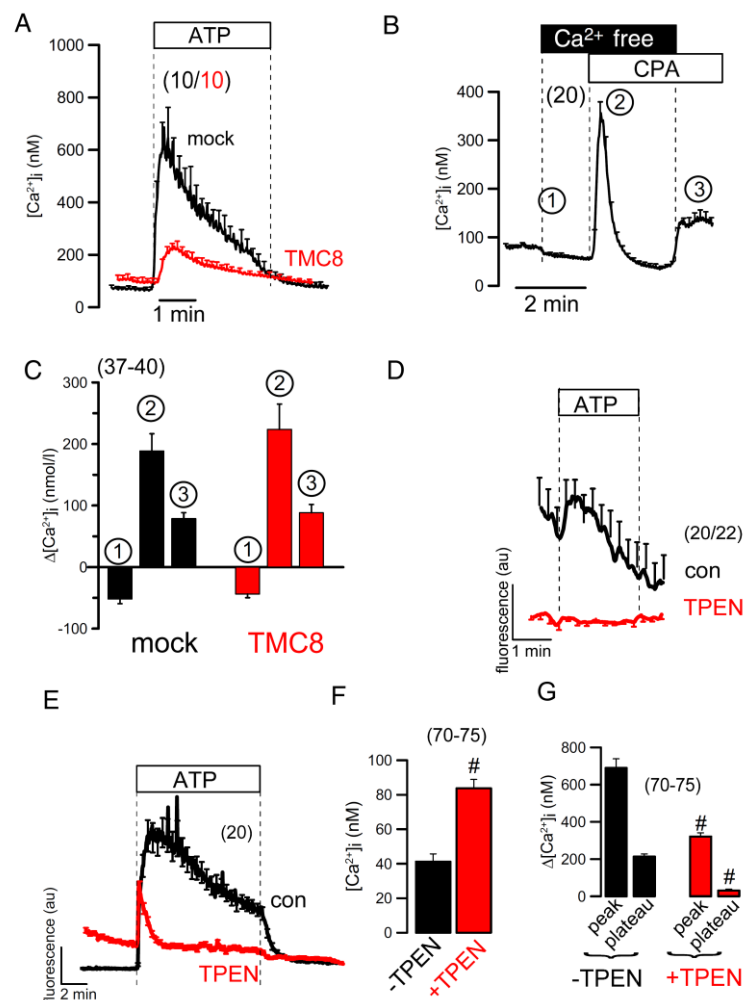 A
ATP
1000
800
600
400
200
0
[Ca²⁺]ᵢ (nM)
(10/10)
mock
TMC8
1 min
B
Ca²⁺ free
CPA
400
300
200
100
0
[Ca²⁺]ᵢ (nM)
(20)
1
2
3
2 min
C
(37-40)
300
200
100
0
-100
Δ[Ca²⁺]ᵢ (nmol/l)
1
2
3
1
2
3
mock
TMC8
D
ATP
(20/22)
con
TPEN
fluorescence (au)
1 min
E
ATP
(20)
con
TPEN
luorescence (au)
2 min
F
(70-75)
100
80
60
40
20
0
[Ca²⁺]ᵢ (nM)
#
-TPEN
+TPEN
G
800
600
400
200
0
Δ[Ca²⁺]ᵢ (nM)
(70-75)
#
#
peak
plateau
peak
plateau
-TPEN
+TPEN